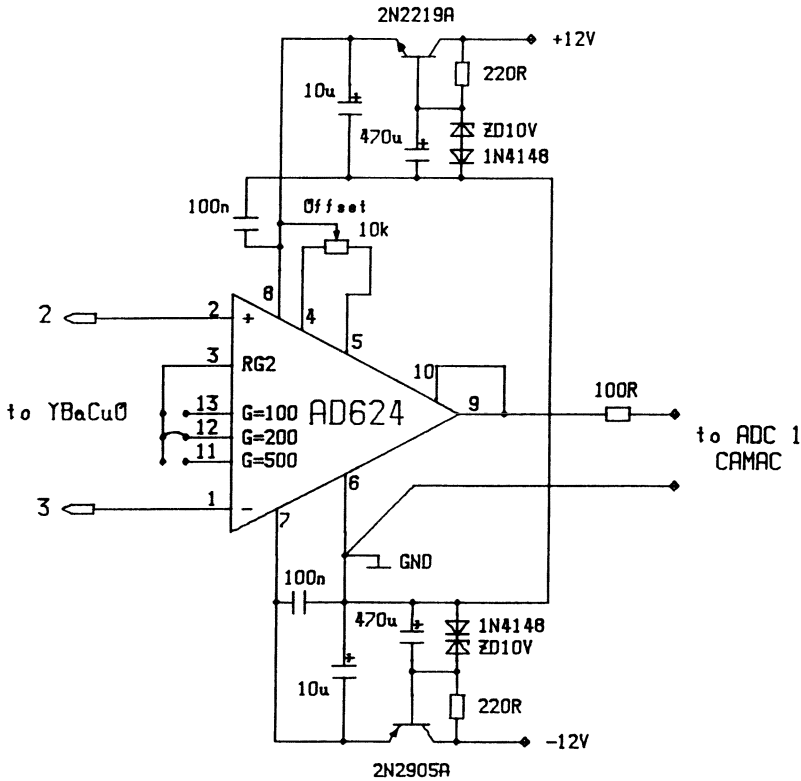 2N2219A
+12V
220R
10u
+
470u
+
ZD10V
1N4148
100n
Offset
10k
8
4
5
2
2
+
3
RG2
10
9
100R
to YBaCuO
13
G=100
12
G=200
11
G=500
AD624
to ADC 1
CAMAC
3
1
-
7
6
GND
100n
470u
+
1N4148
ZD10V
10u
+
220R
-12V
2N2905A